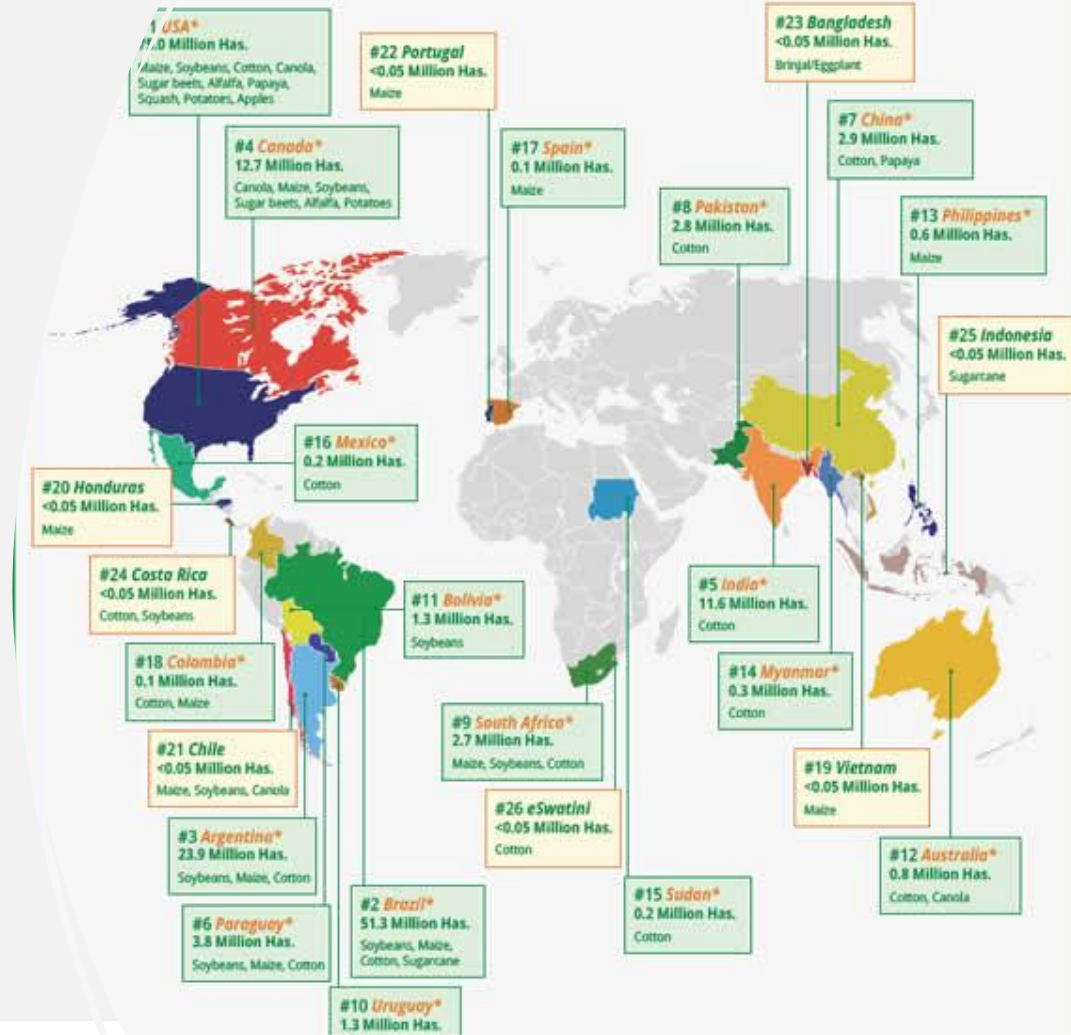 USA*
.0 Million Has.
Maize, Soybeans, Cotton, Canola,
Sugar beets, Alfalfa, Papaya,
Squash, Potatoes, Apples
#22 Portugal
<0.05 Million Has.
Maize
#23 Bangladesh
<0.05 Million Has.
Brinjal/Eggplant
#4 Canada*
12.7 Million Has.
Canola, Maize, Soybeans,
Sugar beets, Alfalfa, Potatoes
#17 Spain*
0.1 Million Has.
Maize
#7 China*
2.9 Million Has.
Cotton, Papaya
#8 Pakistan*
2.8 Million Has.
Cotton
#13 Philippines*
0.6 Million Has.
Maize
#25 Indonesia
<0.05 Million Has.
Sugarcane
#16 Mexico*
0.2 Million Has.
Cotton
#20 Honduras
<0.05 Million Has.
Maize
#24 Costa Rica
<0.05 Million Has.
Cotton, Soybeans
#11 Bolivia*
1.3 Million Has.
Soybeans
#5 India*
11.6 Million Has.
Cotton
#18 Colombia*
0.1 Million Has.
Cotton, Maize
#14 Myanmar*
0.3 Million Has.
Cotton
#9 South Africa*
2.7 Million Has.
Maize, Soybeans, Cotton
#21 Chile
<0.05 Million Has.
Maize, Soybeans, Canola
#19 Vietnam
<0.05 Million Has.
Maize
#26 eSwatini
<0.05 Million Has.
Cotton
#3 Argentina*
23.9 Million Has.
Soybeans, Maize, Cotton
#12 Australia*
0.8 Million Has.
Cotton, Canola
#15 Sudan*
0.2 Million Has.
Cotton
#2 Brazil*
51.3 Million Has.
Soybeans, Maize,
Cotton, Sugarcane
#6 Paraguay*
3.8 Million Has.
Soybeans, Maize, Cotton
#10 Uruguay*
1.3 Million Has.